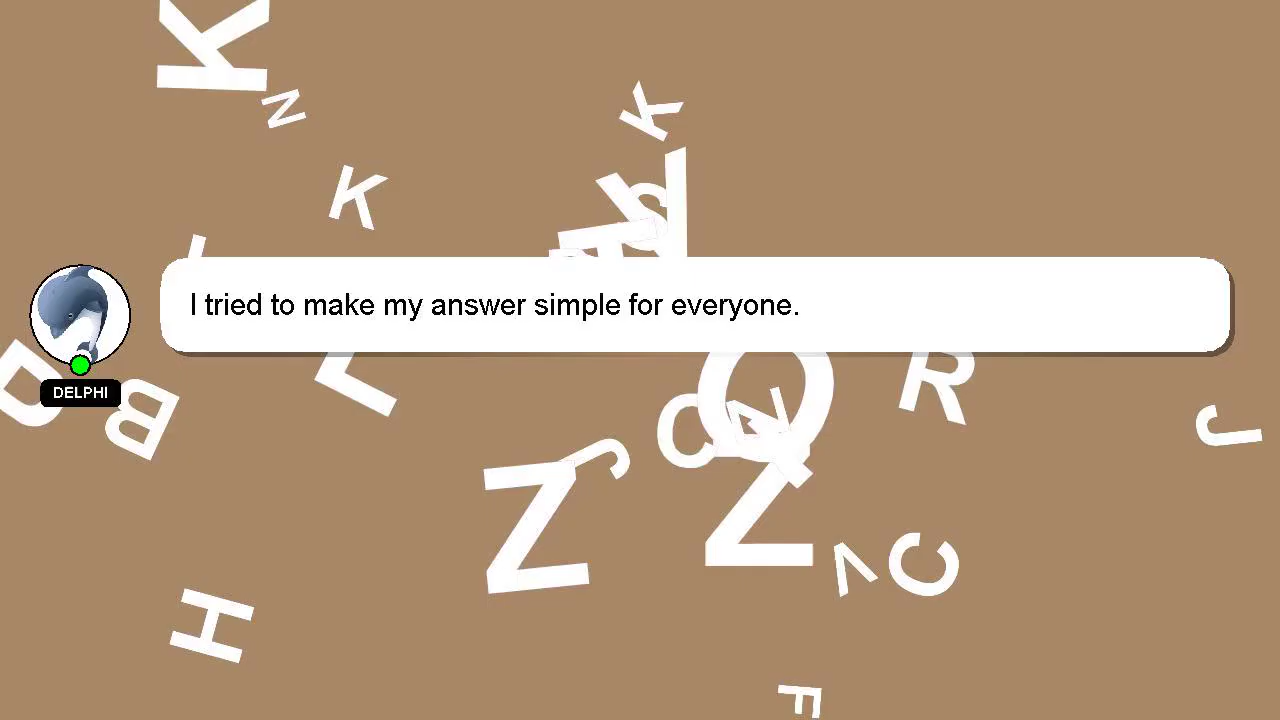 K
N
K
K
S
I tried to make my answer simple for everyone.
DELPHI
B
L
Q
C
N
R
J
J
Z
Z
V
C
H
F